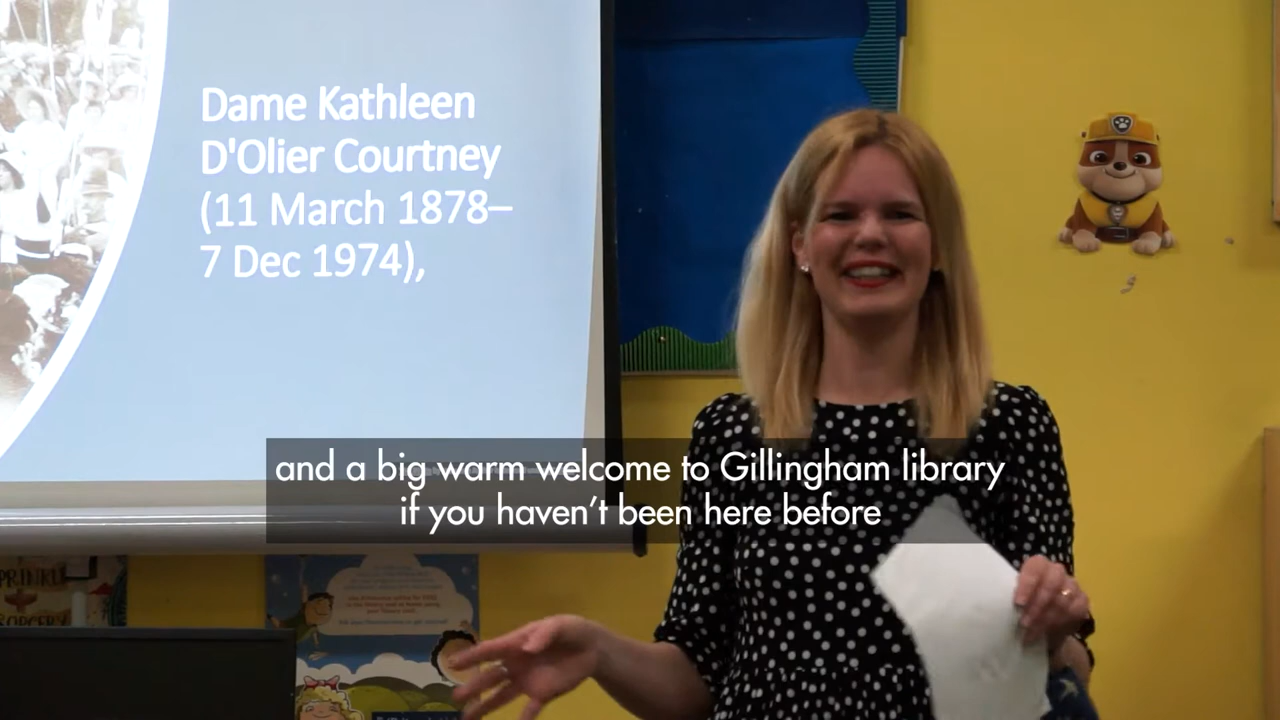 Dame Kathleen
D'Olier Courtney
(11 March 1878–
7 Dec 1974),
and a big warm welcome to Gillingham library
if you haven't been here before
SORCERY